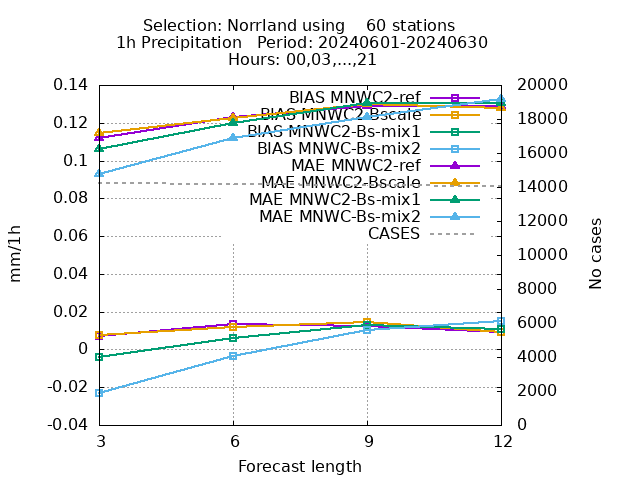 Selection: Norrland using    60 stations
1h Precipitation   Period: 20240601-20240630
Hours: 00,03,...,21
0.14
0.12
0.1
0.08
0.06
0.04
0.02
0
-0.02
-0.04
mm/1h
BIAS MNWC2-ref
BIAS MNWC2-Bscale
BIAS MNWC2-Bs-mix1
BIAS MNWC-Bs-mix2
MAE MNWC2-ref
MAE MNWC2-Bscale
MAE MNWC2-Bs-mix1
MAE MNWC-Bs-mix2
CASES
20000
18000
16000
14000
12000
10000
8000
6000
4000
2000
0
No cases
3 6 9 12
Forecast length